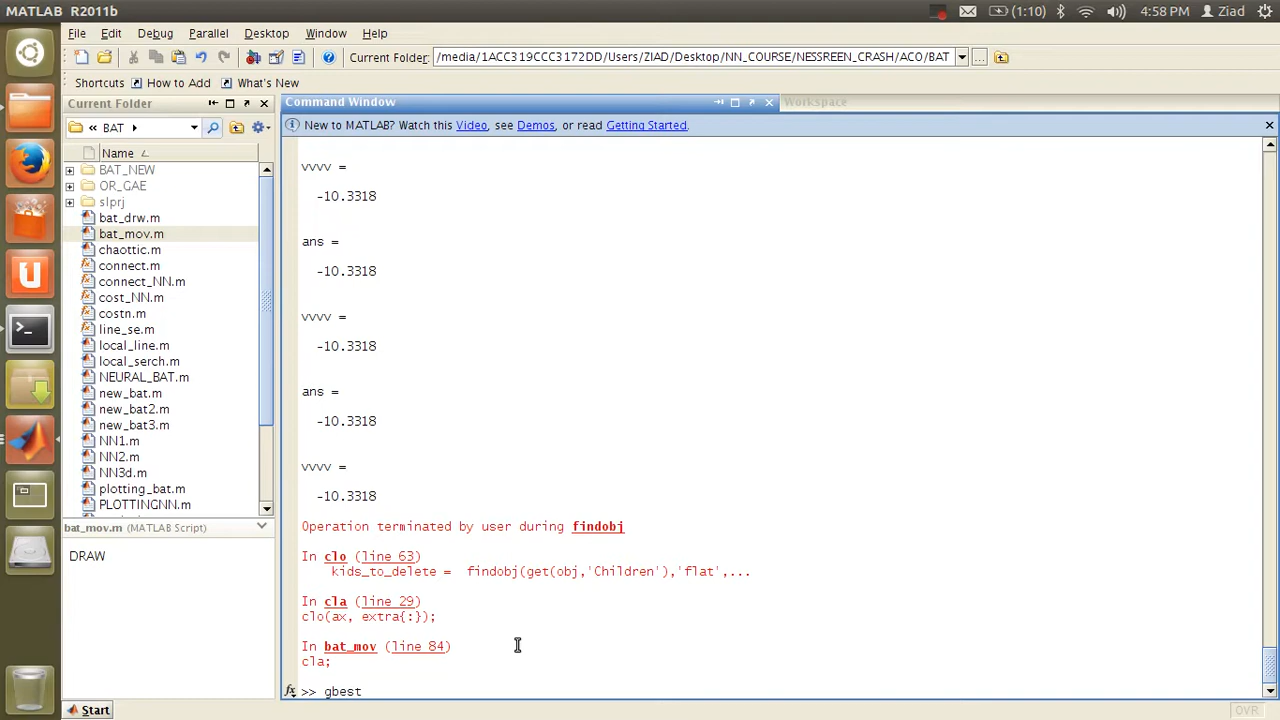 MATLAB R2011b
(1:10)
4:58 PM
Ziad
File Edit Debug Parallel Desktop Window Help
Current Folder: /media/1ACC319CCC3172DD/Users/ZIAD/Desktop/NN_COURSE/NESSREEN_CRASH/ACO/BAT
Shortcuts How to Add What's New
Current Folder
« BAT
Name
BAT_NEW
OR_GAE
slprj
bat_drw.m
bat_mov.m
chaottic.m
connect.m
connect_NN.m
cost_NN.m
costn.m
line_se.m
local_line.m
local_serch.m
NEURAL_BAT.m
new_bat.m
new_bat2.m
new_bat3.m
NN1.m
NN2.m
NN3d.m
plotting_bat.m
PLOTTINGNN.m
bat_mov.m (MATLAB Script)
DRAW
Command Window
Workspace
New to MATLAB? Watch this Video, see Demos, or read Getting Started.
vvvv =
-10.3318
ans =
-10.3318
vvvv =
-10.3318
ans =
-10.3318
vvvv =
-10.3318
Operation terminated by user during findobj
In clo (line 63)
kids_to_delete = findobj(get(obj,'Children'),'flat',...
In cla (line 29)
clo(ax, extra{:});
In bat_mov (line 84)
cla;
fx >> gbest
Start
OVR